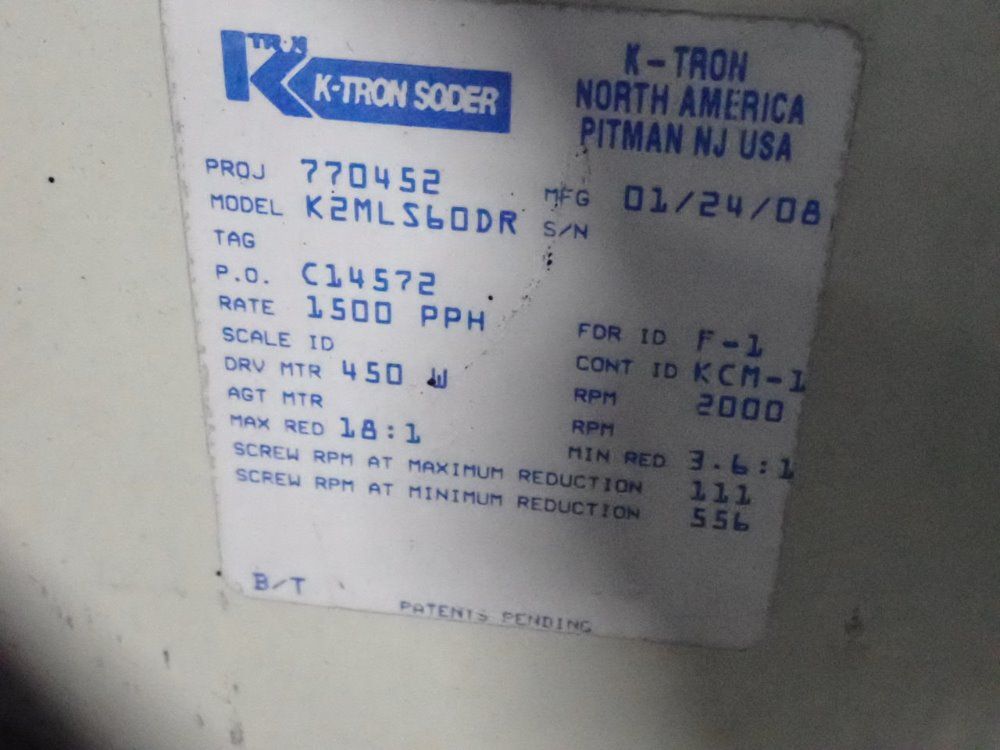 TRON
K-TRON SODER
K-TRON
NORTH AMERICA
PITMAN NJ USA
PROJ 770452 MFG 01/24/08
MODEL K2MLS60DR S/N
TAG
P.O. C14572
RATE 1500 PPH FDR ID F-1
SCALE ID CONT ID KCM-1
DRV MTR 450 W RPM 2000
AGT MTR RPM
MAX RED 18:1 MIN RED 3.6:1
SCREW RPM AT MAXIMUM REDUCTION 111
SCREW RPM AT MINIMUM REDUCTION 556
B/T
PATENTS PENDING